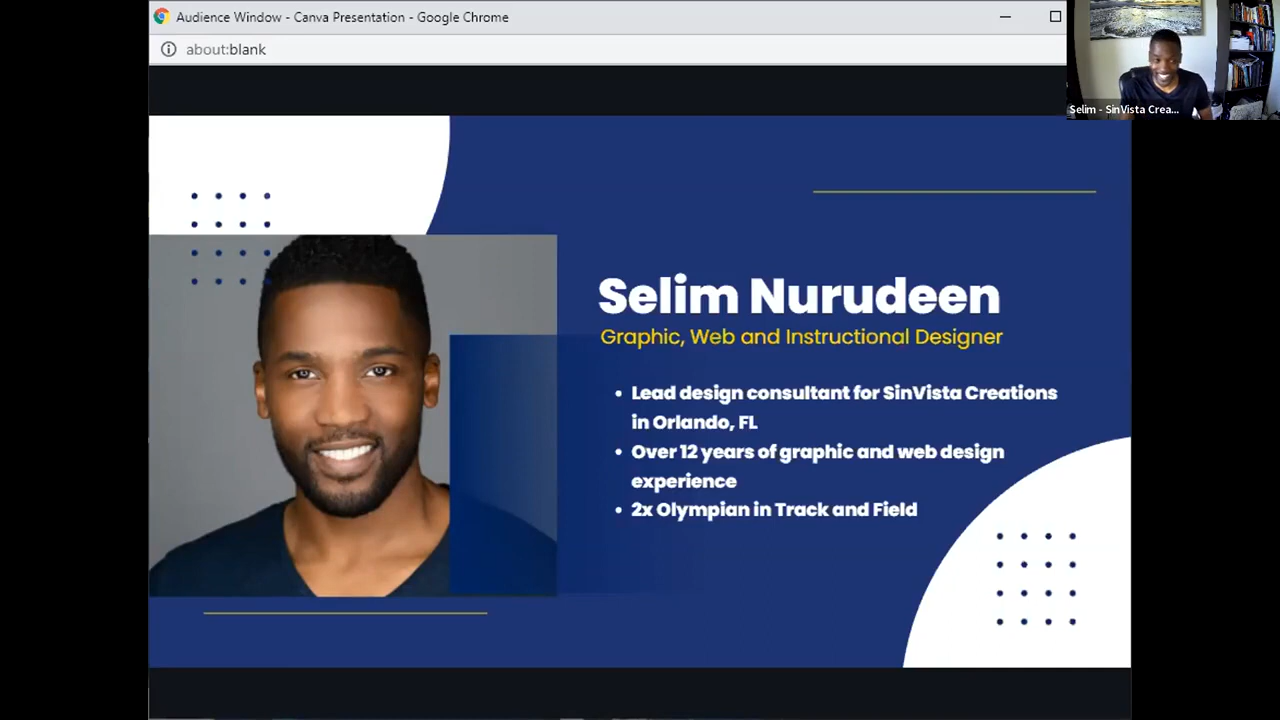 Audience Window - Canva Presentation - Google Chrome
about:blank
Selim - SinVista Crea...
Selim Nurudeen
Graphic, Web and Instructional Designer
• Lead design consultant for SinVista Creations
in Orlando, FL
• Over 12 years of graphic and web design
experience
• 2x Olympian in Track and Field